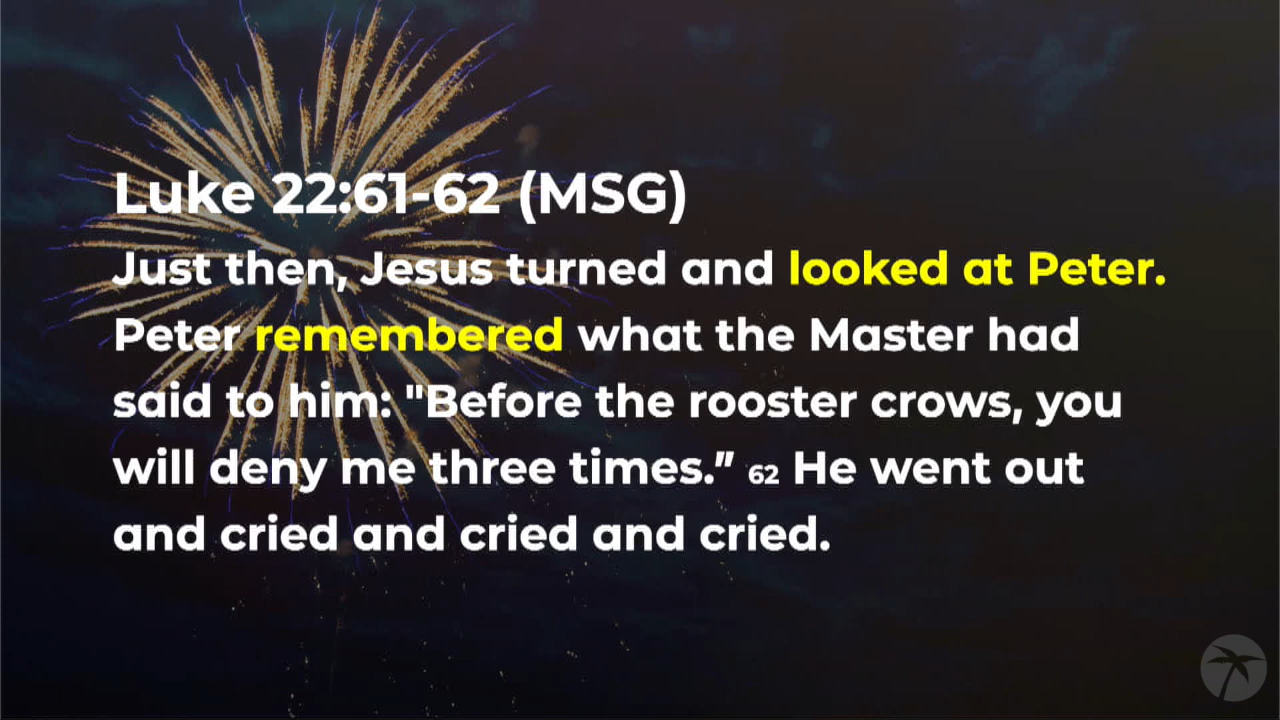 Luke 22:61-62 (MSG)
Just then, Jesus turned and looked at Peter.
Peter remembered what the Master had
said to him: "Before the rooster crows, you
will deny me three times.” 62 He went out
and cried and cried and cried.